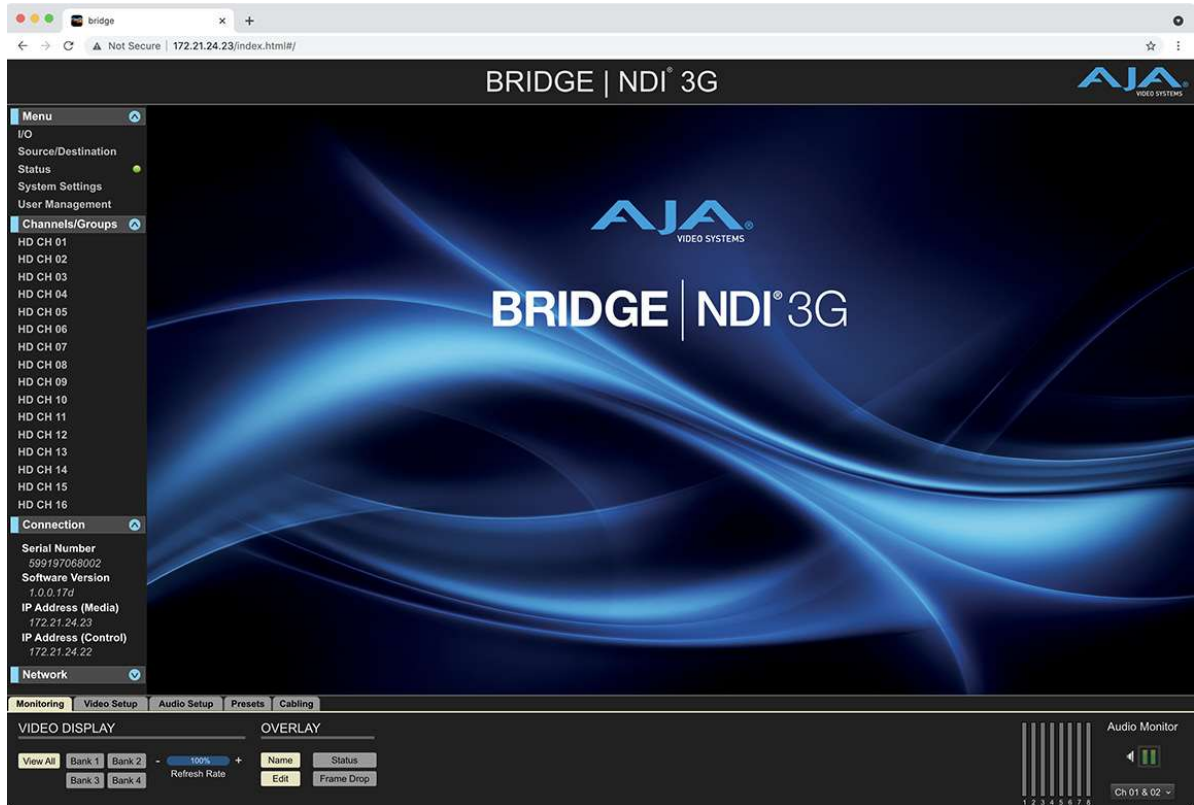 bridge
Not Secure | 172.21.24.23/index.html#/
BRIDGE | NDI® 3G
AJA®
VIDEO SYSTEMS
Menu
I/O
Source/Destination
Status
System Settings
User Management
Channels/Groups
HD CH 01
HD CH 02
HD CH 03
HD CH 04
HD CH 05
HD CH 06
HD CH 07
HD CH 08
HD CH 09
HD CH 10
HD CH 11
HD CH 12
HD CH 13
HD CH 14
HD CH 15
HD CH 16
Connection
Serial Number
599197068002
Software Version
1.0.0.17d
IP Address (Media)
172.21.24.23
IP Address (Control)
172.21.24.22
Network
AJA®
VIDEO SYSTEMS
BRIDGE | NDI® 3G
Monitoring Video Setup Audio Setup Presets Cabling
VIDEO DISPLAY
View All Bank 1 Bank 2 - 100% +
Bank 3 Bank 4 Refresh Rate
OVERLAY
Name Status
Edit Frame Drop
1 2 3 4 5 6 7 8
Audio Monitor
Ch 01 & 02